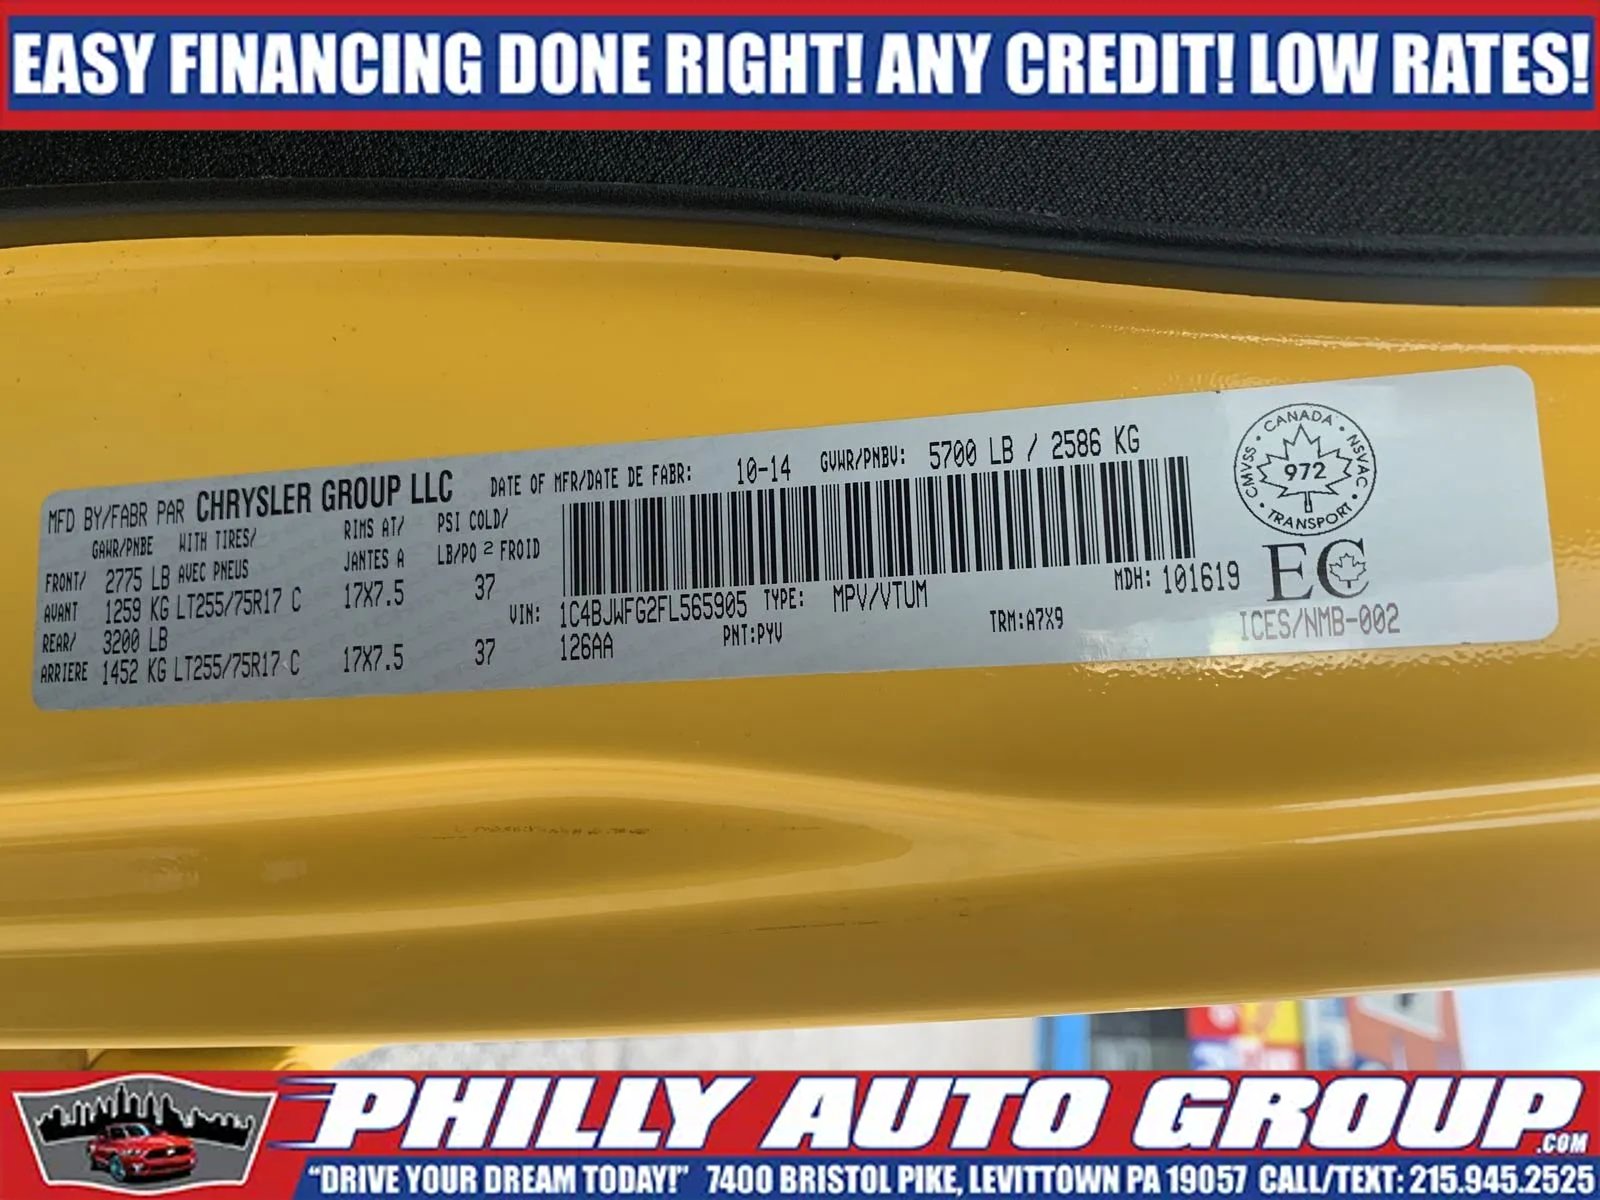 EASY FINANCING DONE RIGHT! ANY CREDIT! LOW RATES!
MFD BY/FABR PAR CHRYSLER GROUP LLC DATE OF MFR/DATE DE FABR: 10-14 GVWR/PNBV: 5700 LB / 2586 KG
GAWR/PNBE WITH TIRES/ RIMS AT/ PSI COLD/
AVEC PNEUS JANTES A LB/PO 2 FROID
FRONT/ 2775 LB
AVANT 1259 KG LT255/75R17 C 17X7.5 37
REAR/ 3200 LB
ARRIERE 1452 KG LT255/75R17 C 17X7.5 37
VIN: 1C4BJWFG2FL565905 TYPE: MPV/VTUM MDH: 101619
126AA PNT:PYV TRM:A7X9
CANADA · NSVAC · TRANSPORT · CMVSS ·
972
EC
ICES/NMB-002
PHILLY AUTO GROUP.COM
"DRIVE YOUR DREAM TODAY!" 7400 BRISTOL PIKE, LEVITTOWN PA 19057 CALL/TEXT: 215.945.2525